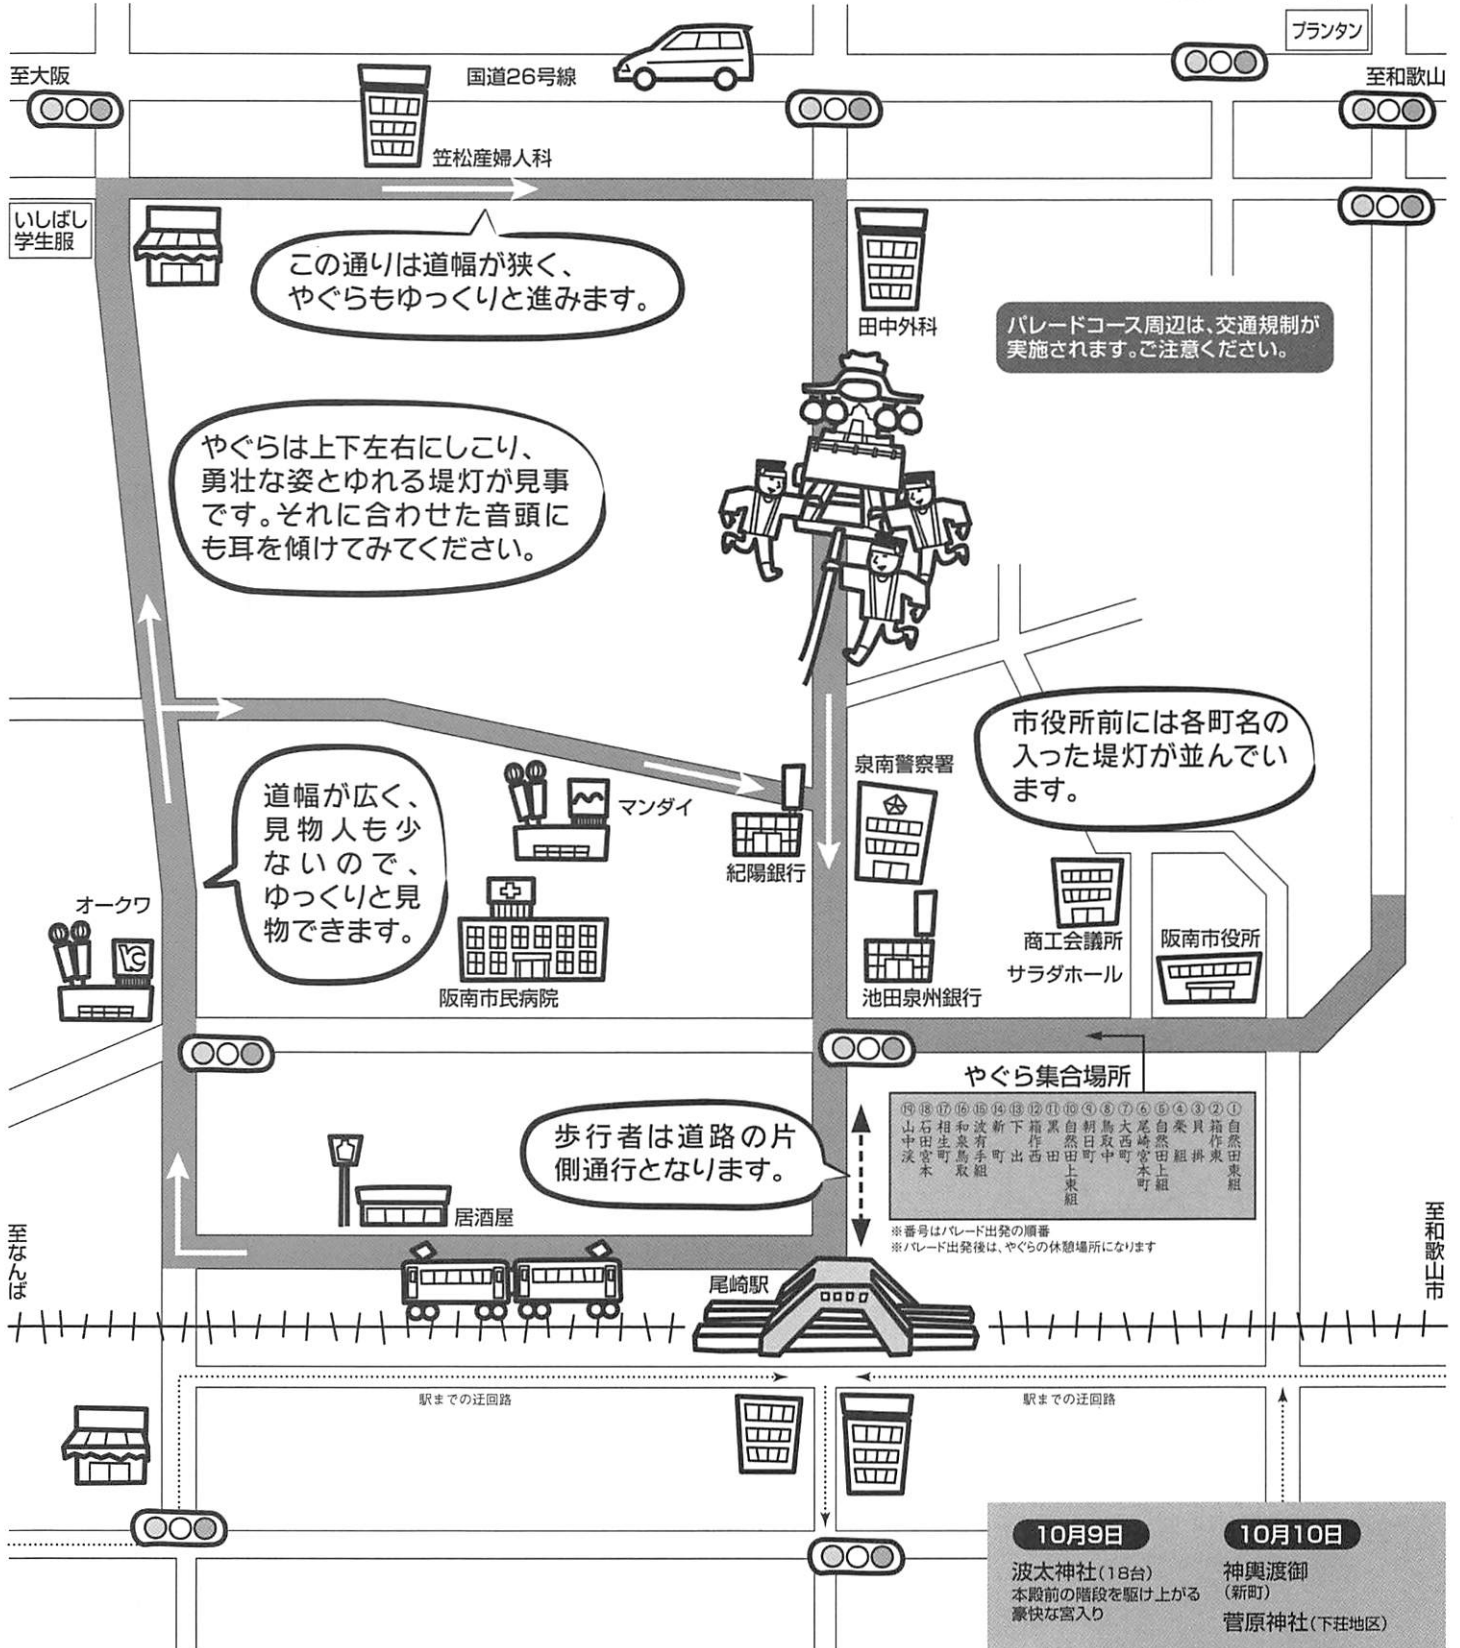 プランタン
至大阪
国道26号線
至和歌山
笠松産婦人科
いしばし
学生服
この通りは道幅が狭く、
やぐらもゆっくりと進みます。
田中外科
パレードコース周辺は、交通規制が
実施されます。ご注意ください。
やぐらは上下左右にしこり、
勇壮な姿とゆれる堤灯が見事
です。それに合わせた音頭に
も耳を傾けてみてください。
市役所前には各町名の
入った堤灯が並んでい
ます。
泉南警察署
道幅が広く、
見物人も少
ないので、
ゆっくりと見
物できます。
マンダイ
紀陽銀行
オークワ
阪南市民病院
池田泉州銀行
商工会議所
サラダホール
阪南市役所
やぐら集合場所
①自然田東組
②箱作東
③貝掛
④栄組
⑤自然田上組
⑥尾崎宮本町
⑦大西町
⑧鳥取中
⑨朝日町
⑩自然田上東組
⑪黒田
⑫箱作西
⑬下出
⑭新町
⑮波有手組
⑯和泉鳥取
⑰相生町
⑱石田宮本
⑲山中渓
※番号はパレード出発の順番
※パレード出発後は、やぐらの休憩場所になります
歩行者は道路の片
側通行となります。
居酒屋
至なんば
尾崎駅
至和歌山市
駅までの迂回路
駅までの迂回路
10月9日
波太神社(18台)
本殿前の階段を駆け上がる
豪快な宮入り
10月10日
神輿渡御
(新町)
菅原神社(下荘地区)